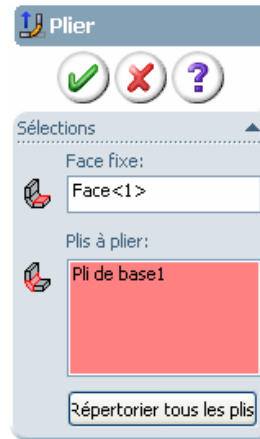 Plier
?
Sélections
Face fixe:
Face<1>
Plis à plier:
Pli de base1
Répertorier tous les plis